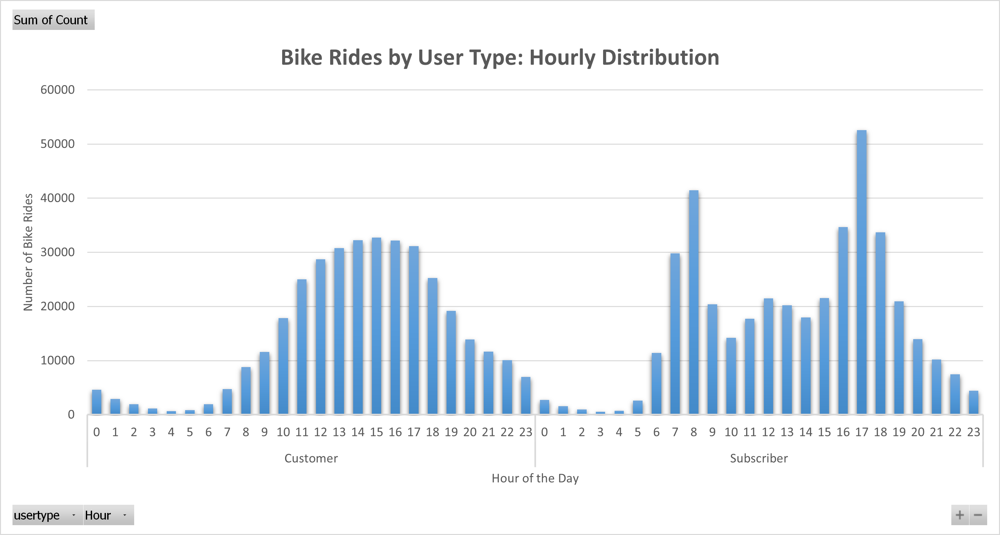 Sum of Count
Bike Rides by User Type: Hourly Distribution
Number of Bike Rides
60000
50000
40000
30000
20000
10000
0
0 1 2 3 4 5 6 7 8 9 10 11 12 13 14 15 16 17 18 19 20 21 22 23 0 1 2 3 4 5 6 7 8 9 10 11 12 13 14 15 16 17 18 19 20 21 22 23
Customer Subscriber
Hour of the Day
usertype Hour + −